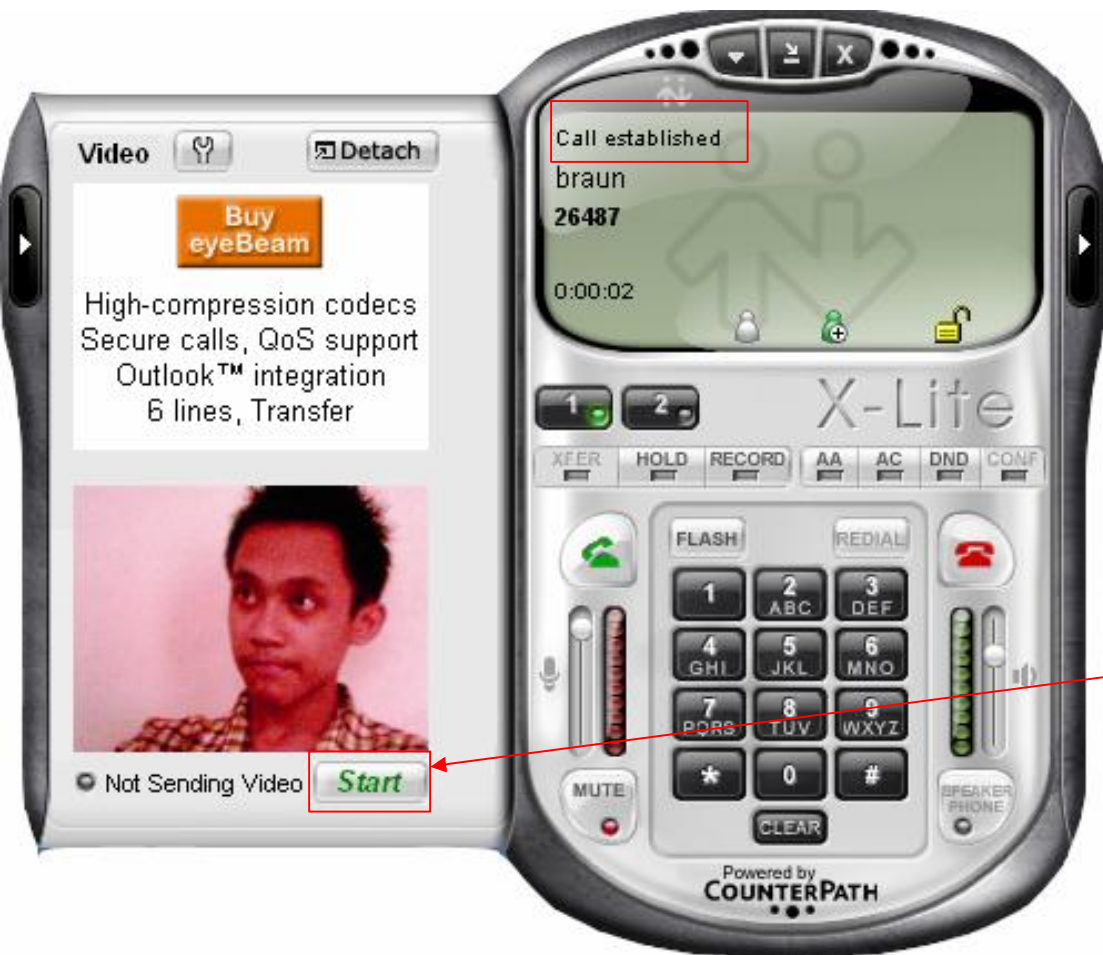 Video
Detach
Buy
eyeBeam
High-compression codecs
Secure calls, QoS support
Outlook™ integration
6 lines, Transfer
Not Sending Video
Start
X
Call established
braun
26487
0:00:02
1 2
X-Lite
XFER HOLD RECORD AA AC DND CONF
FLASH REDIAL
1 2 3
ABC DEF
4 5 6
GHI JKL MNO
7 8 9
PQRS TUV WXYZ
* 0 #
MUTE
SPEAKER
PHONE
CLEAR
Powered by
COUNTERPATH